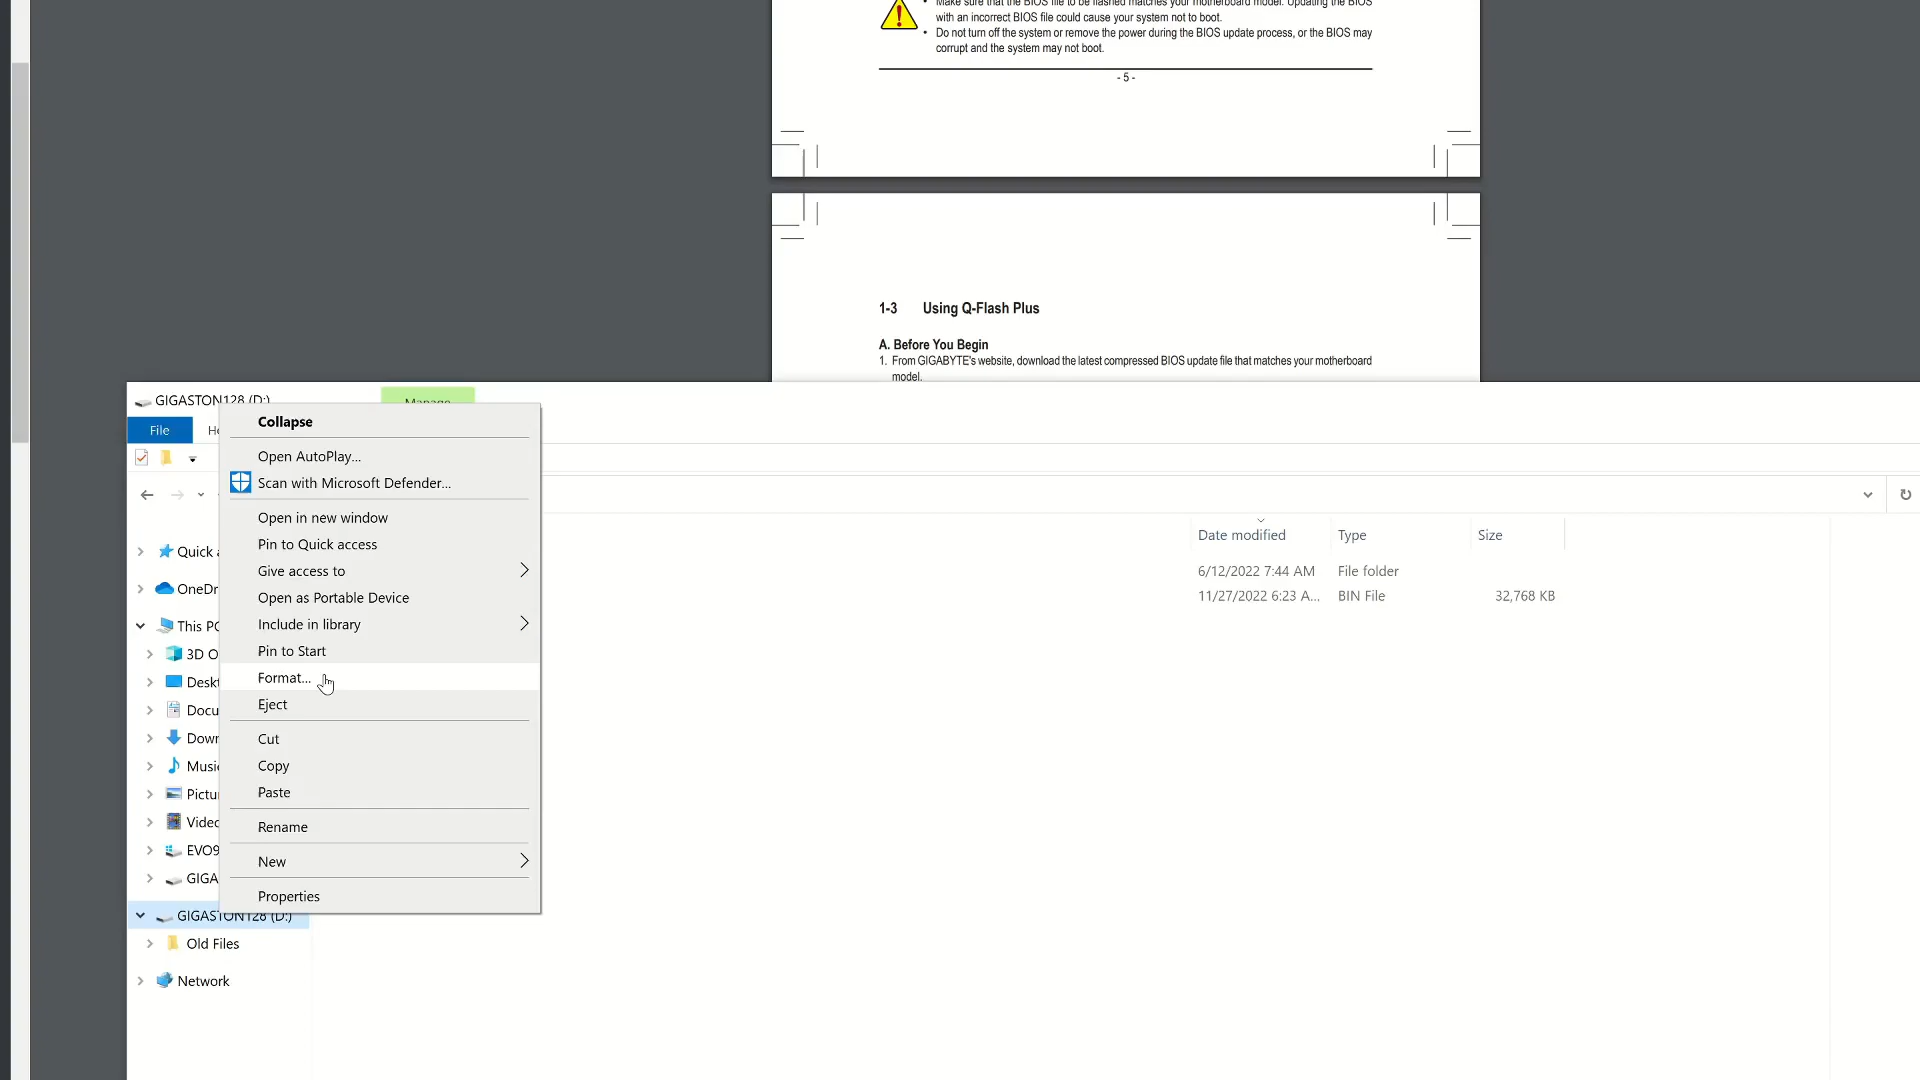 Make sure that the BIOS file to be flashed matches your motherboard model. Updating the BIOS
with an incorrect BIOS file could cause your system not to boot.
• Do not turn off the system or remove the power during the BIOS update process, or the BIOS may
corrupt and the system may not boot.
- 5 -
1-3 Using Q-Flash Plus
A. Before You Begin
1. From GIGABYTE's website, download the latest compressed BIOS update file that matches your motherboard
model.
GIGASTON128 (D:)
Manage
File
He
Collapse
Open AutoPlay...
Scan with Microsoft Defender...
Open in new window
Pin to Quick access
Give access to
Open as Portable Device
Include in library
Pin to Start
Format...
Eject
Cut
Copy
Paste
Rename
New
Properties
Date modified Type Size
6/12/2022 7:44 AM File folder
11/27/2022 6:23 A... BIN File 32,768 KB
Quick a
OneDr
This PC
3D O
Deskt
Docu
Dowr
Music
Pictur
Videc
EVO9
GIGA
GIGASTON128 (D:)
Old Files
Network